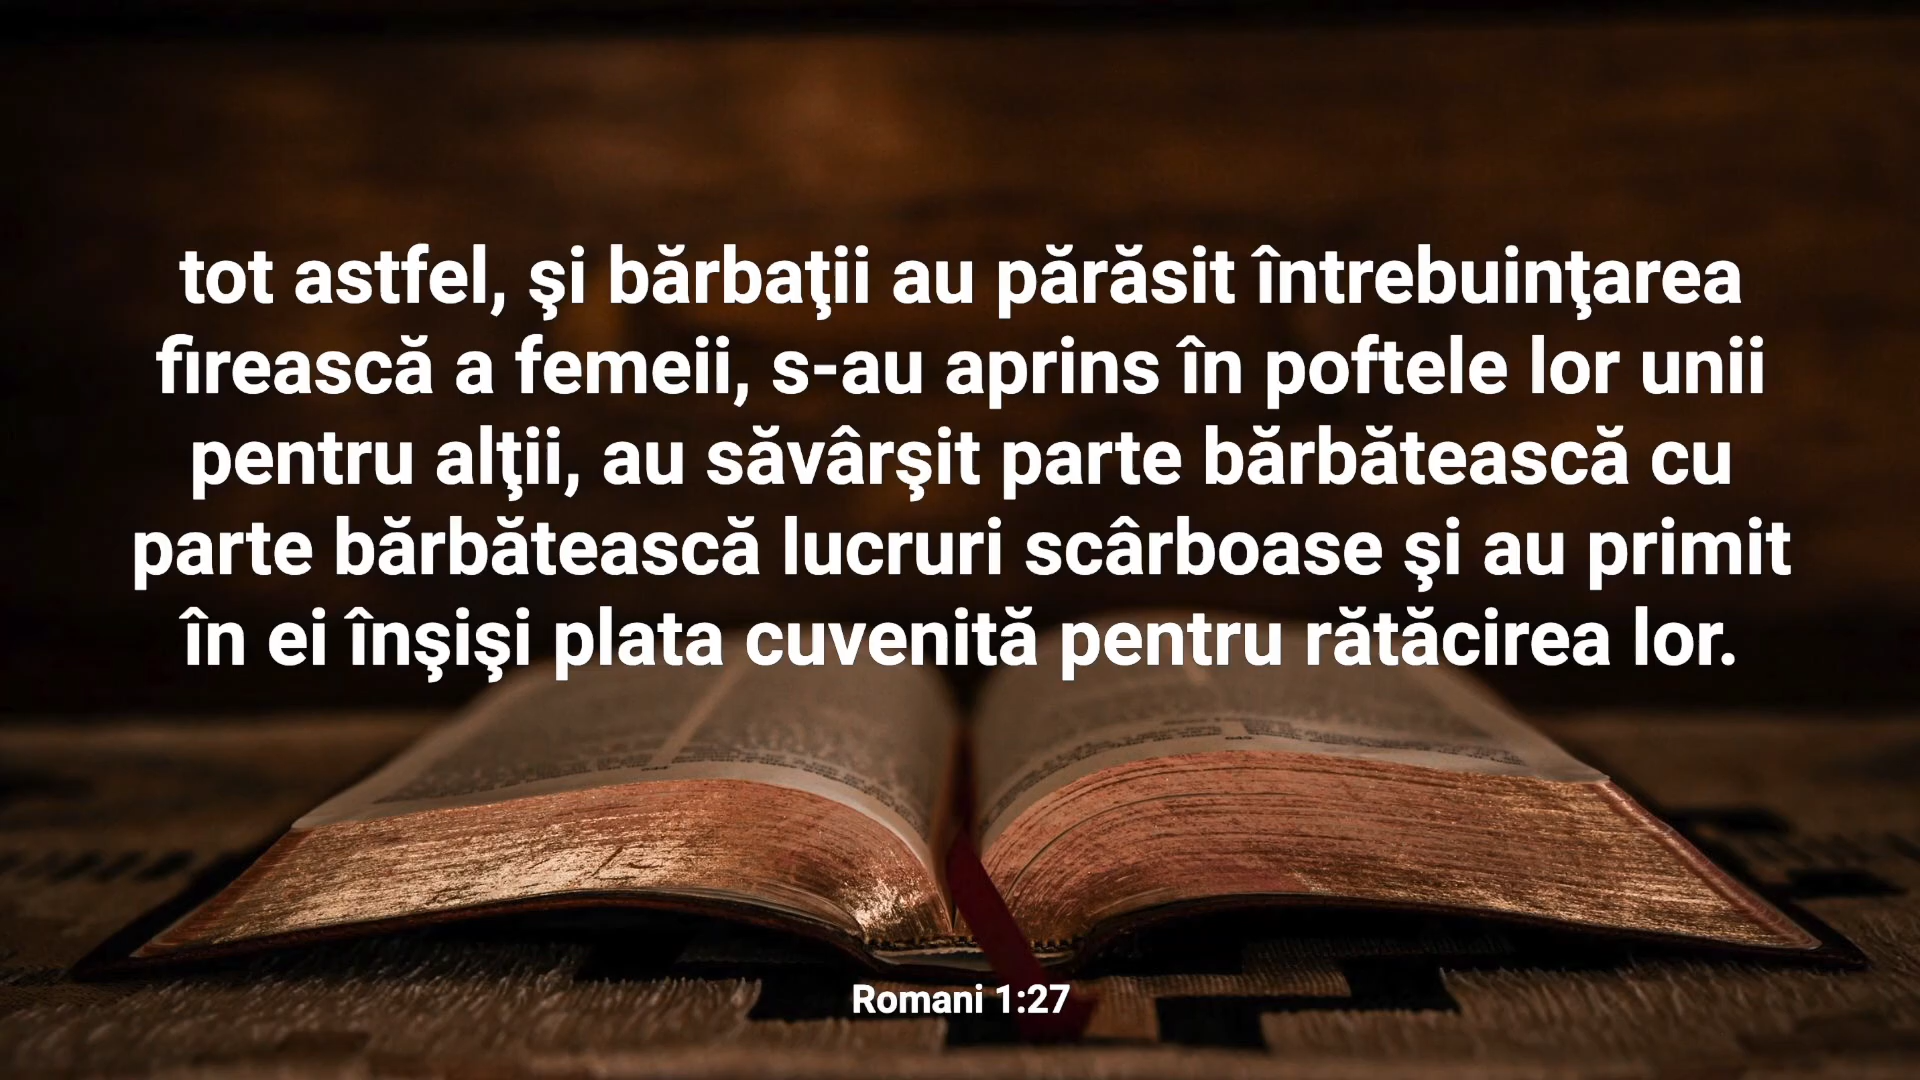 tot astfel, şi bărbaţii au părăsit întrebuinţarea
firească a femeii, s-au aprins în poftele lor unii
pentru alţii, au săvârşit parte bărbătească cu
parte bărbătească lucruri scârboase şi au primit
în ei înşişi plata cuvenită pentru rătăcirea lor.
Romani 1:27